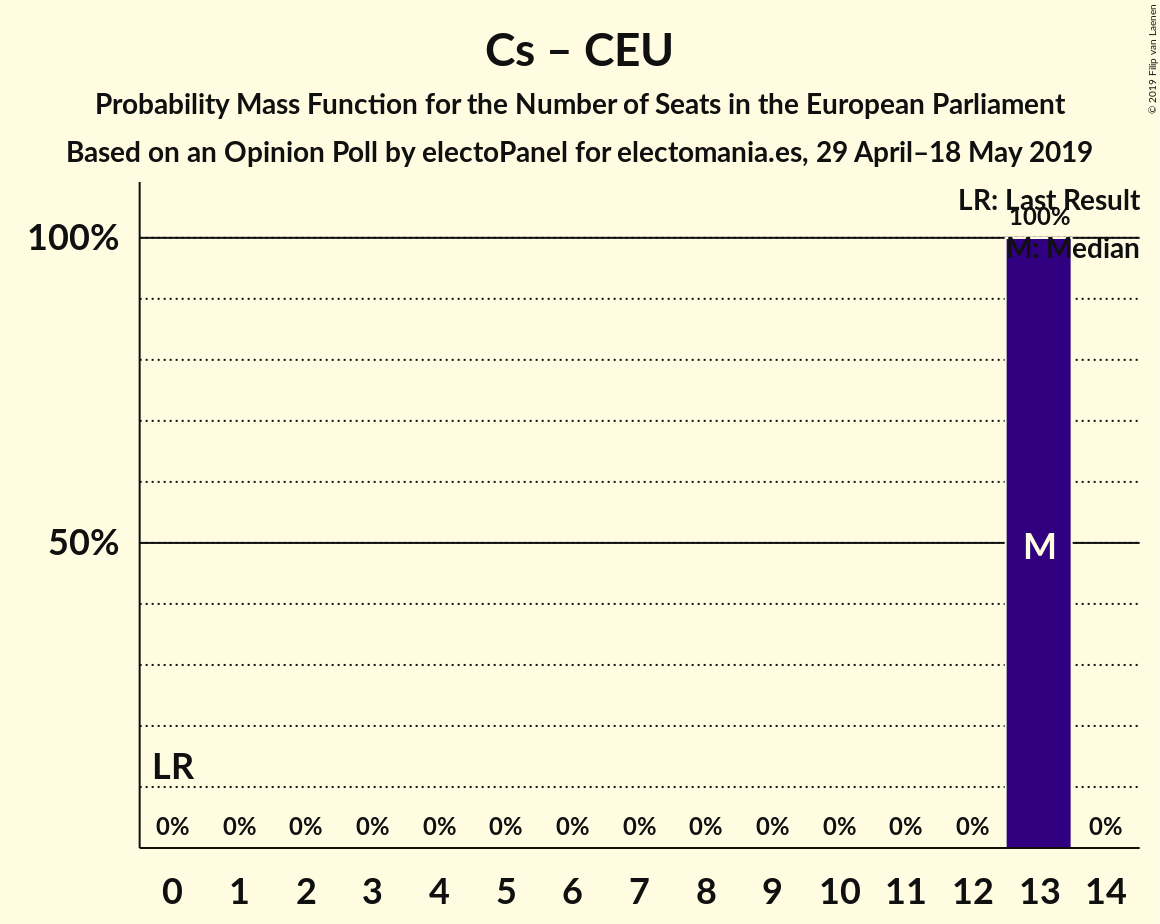 Cs – CEU
Probability Mass Function for the Number of Seats in the European Parliament
Based on an Opinion Poll by electoPanel for electomania.es, 29 April–18 May 2019
© 2019 Filip van Laenen
LR: Last Result
100%
M: Median
100%
50%
M
LR
0% 0% 0% 0% 0% 0% 0% 0% 0% 0% 0% 0% 0% 0%
0 1 2 3 4 5 6 7 8 9 10 11 12 13 14